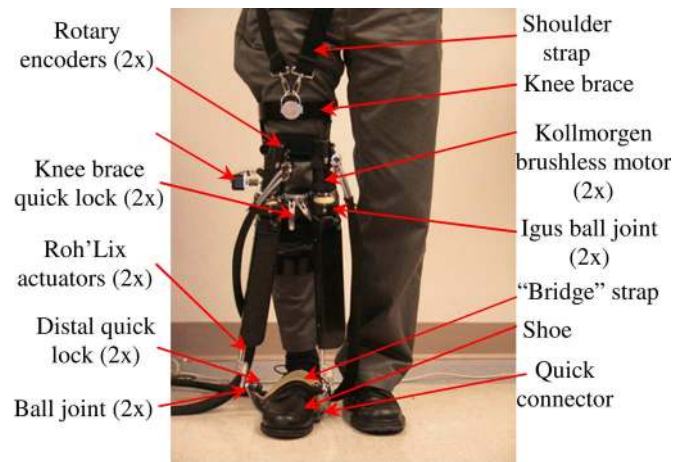 Rotary
encoders (2x)
Knee brace
quick lock (2x)
Roh'Lix
actuators (2x)
Distal quick
lock (2x)
Ball joint (2x)
Shoulder
strap
Knee brace
Kollmorgen
brushless motor
(2x)
Igus ball joint
(2x)
“Bridge” strap
Shoe
Quick
connector